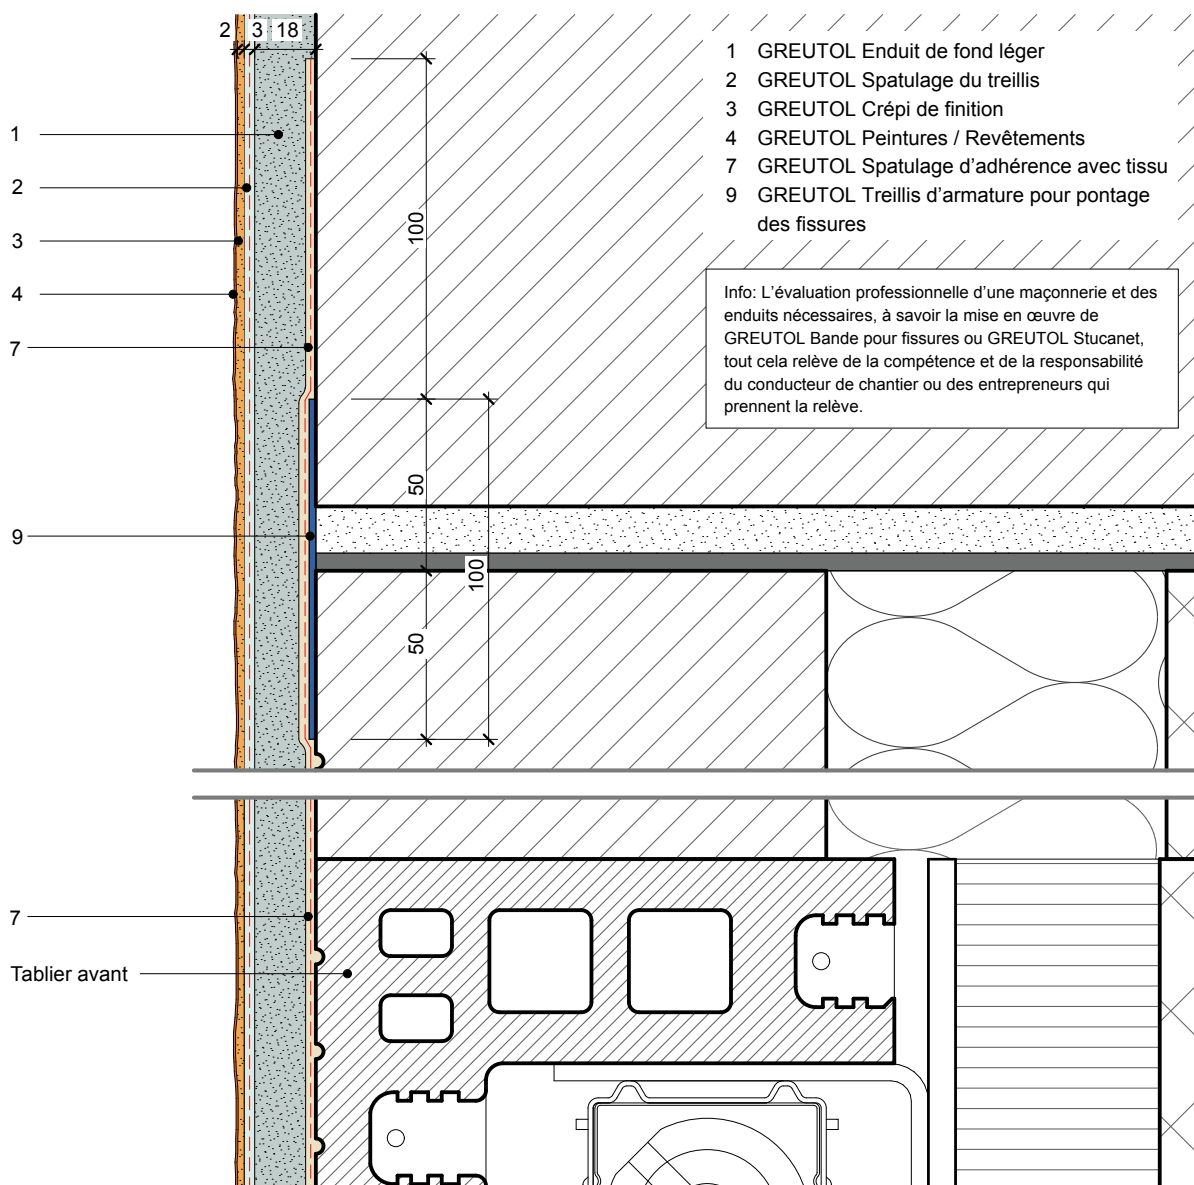 2 3 18
1 GREUTOL Enduit de fond léger
2 GREUTOL Spatulage du treillis
3 GREUTOL Crépi de finition
4 GREUTOL Peintures / Revêtements
7 GREUTOL Spatulage d’adhérence avec tissu
9 GREUTOL Treillis d’armature pour pontage
des fissures
Info: L’évaluation professionnelle d’une maçonnerie et des
enduits nécessaires, à savoir la mise en œuvre de
GREUTOL Bande pour fissures ou GREUTOL Stucanet,
tout cela relève de la compétence et de la responsabilité
du conducteur de chantier ou des entrepreneurs qui
prennent la relève.
1
2
3
4
7
9
7
Tablier avant
100
50
100
50